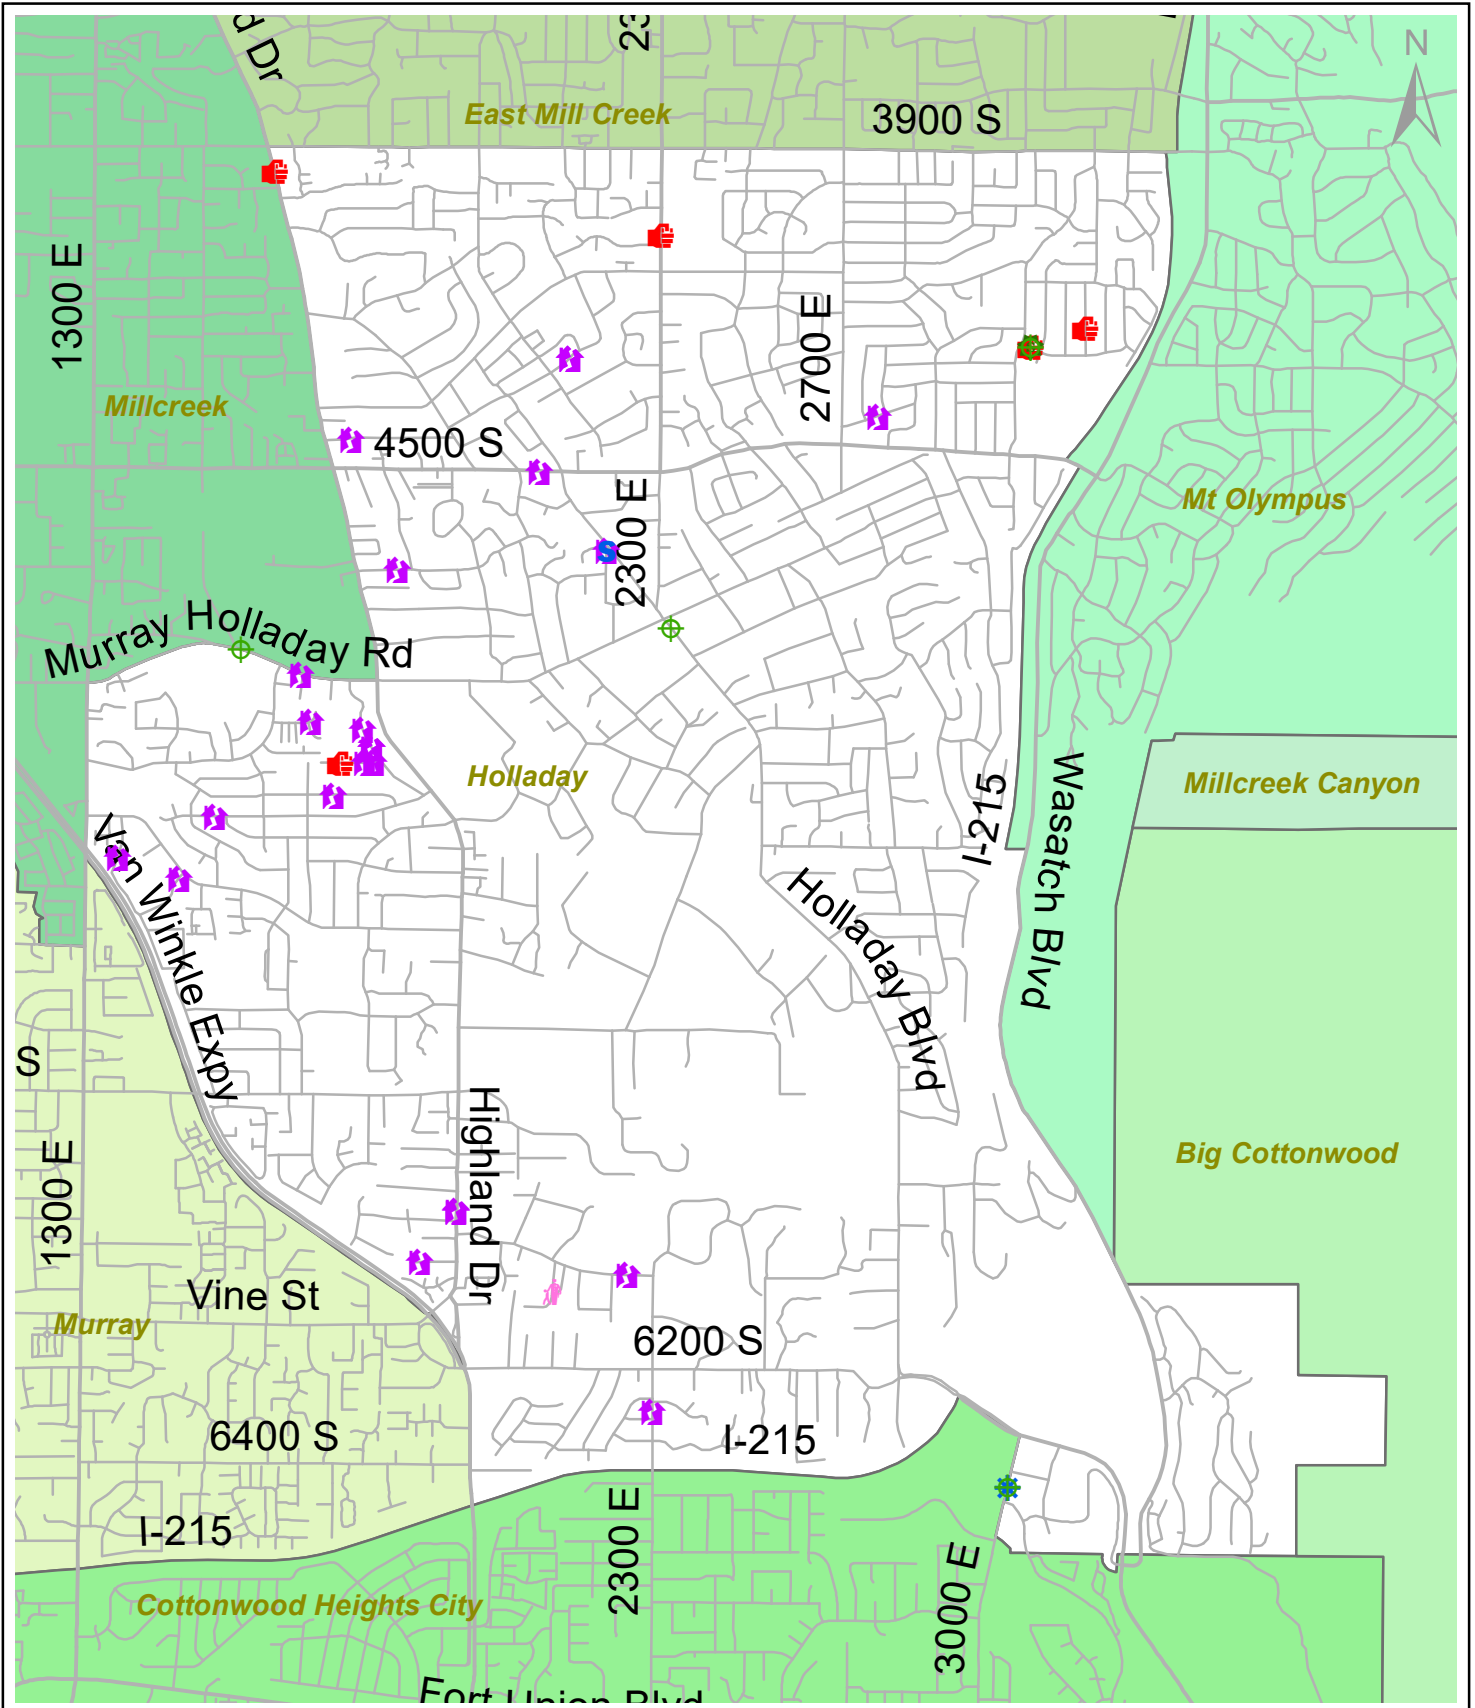 d Dr
23
N
East Mill Creek
3900 S
1300 E
2700 E
Millcreek
4500 S
Mt Olympus
2300 E
Murray Holladay Rd
Holladay
I-215
Wasatch Blvd
Millcreek Canyon
Van Winkle Expy
Holladay Blvd
S
Highland Dr
1300 E
Big Cottonwood
Vine St
Murray
6200 S
6400 S
I-215
I-215
2300 E
3000 E
Cottonwood Heights City
Fort Union Blvd
S